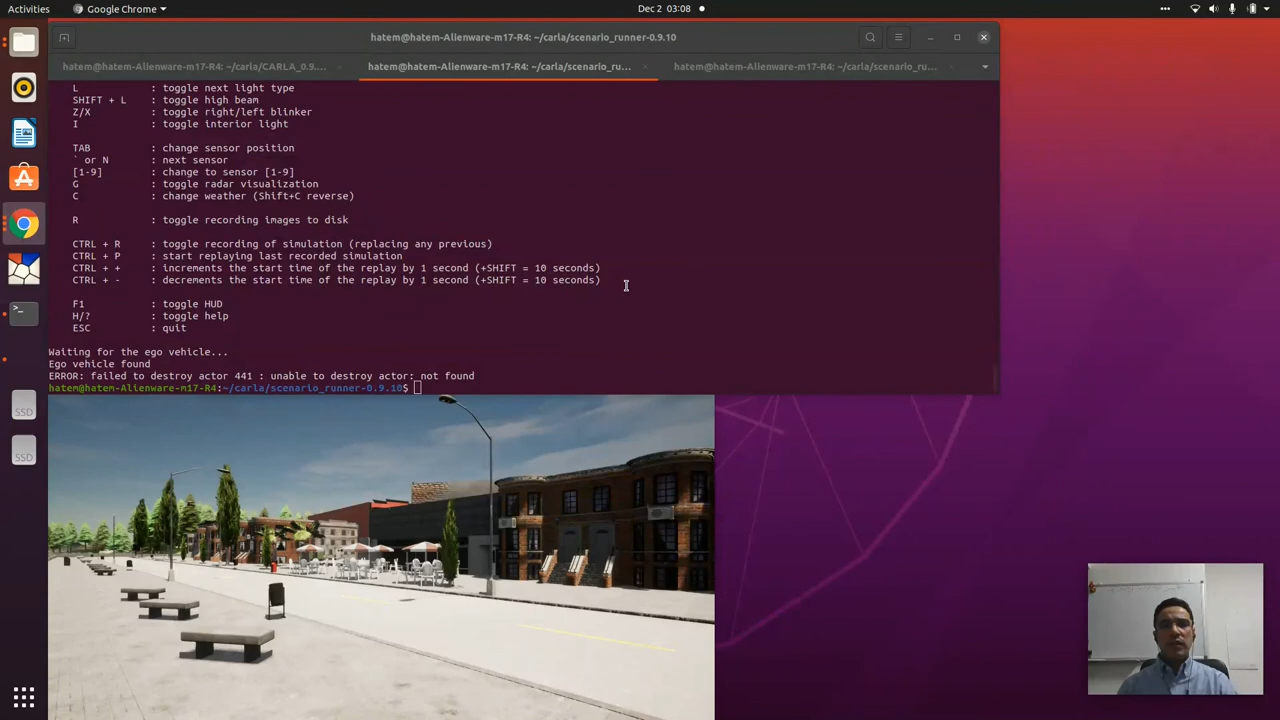 Activities
Google Chrome
Dec 2 03:08
hatem@hatem-Alienware-m17-R4: ~/carla/scenario_runner-0.9.10
hatem@hatem-Alienware-m17-R4: ~/carla/CARLA_0.9....
hatem@hatem-Alienware-m17-R4: ~/carla/scenario_ru...
hatem@hatem-Alienware-m17-R4: ~/carla/scenario_ru...
L : toggle next light type
SHIFT + L : toggle high beam
Z/X : toggle right/left blinker
I : toggle interior light
TAB : change sensor position
` or N : next sensor
[1-9] : change to sensor [1-9]
G : toggle radar visualization
C : change weather (Shift+C reverse)
R : toggle recording images to disk
CTRL + R : toggle recording of simulation (replacing any previous)
CTRL + P : start replaying last recorded simulation
CTRL + + : increments the start time of the replay by 1 second (+SHIFT = 10 seconds)
CTRL + - : decrements the start time of the replay by 1 second (+SHIFT = 10 seconds)
F1 : toggle HUD
H/? : toggle help
ESC : quit
Waiting for the ego vehicle...
Ego vehicle found
ERROR: failed to destroy actor 441 : unable to destroy actor: not found
hatem@hatem-Alienware-m17-R4:~/carla/scenario_runner-0.9.10$
SSD
SSD